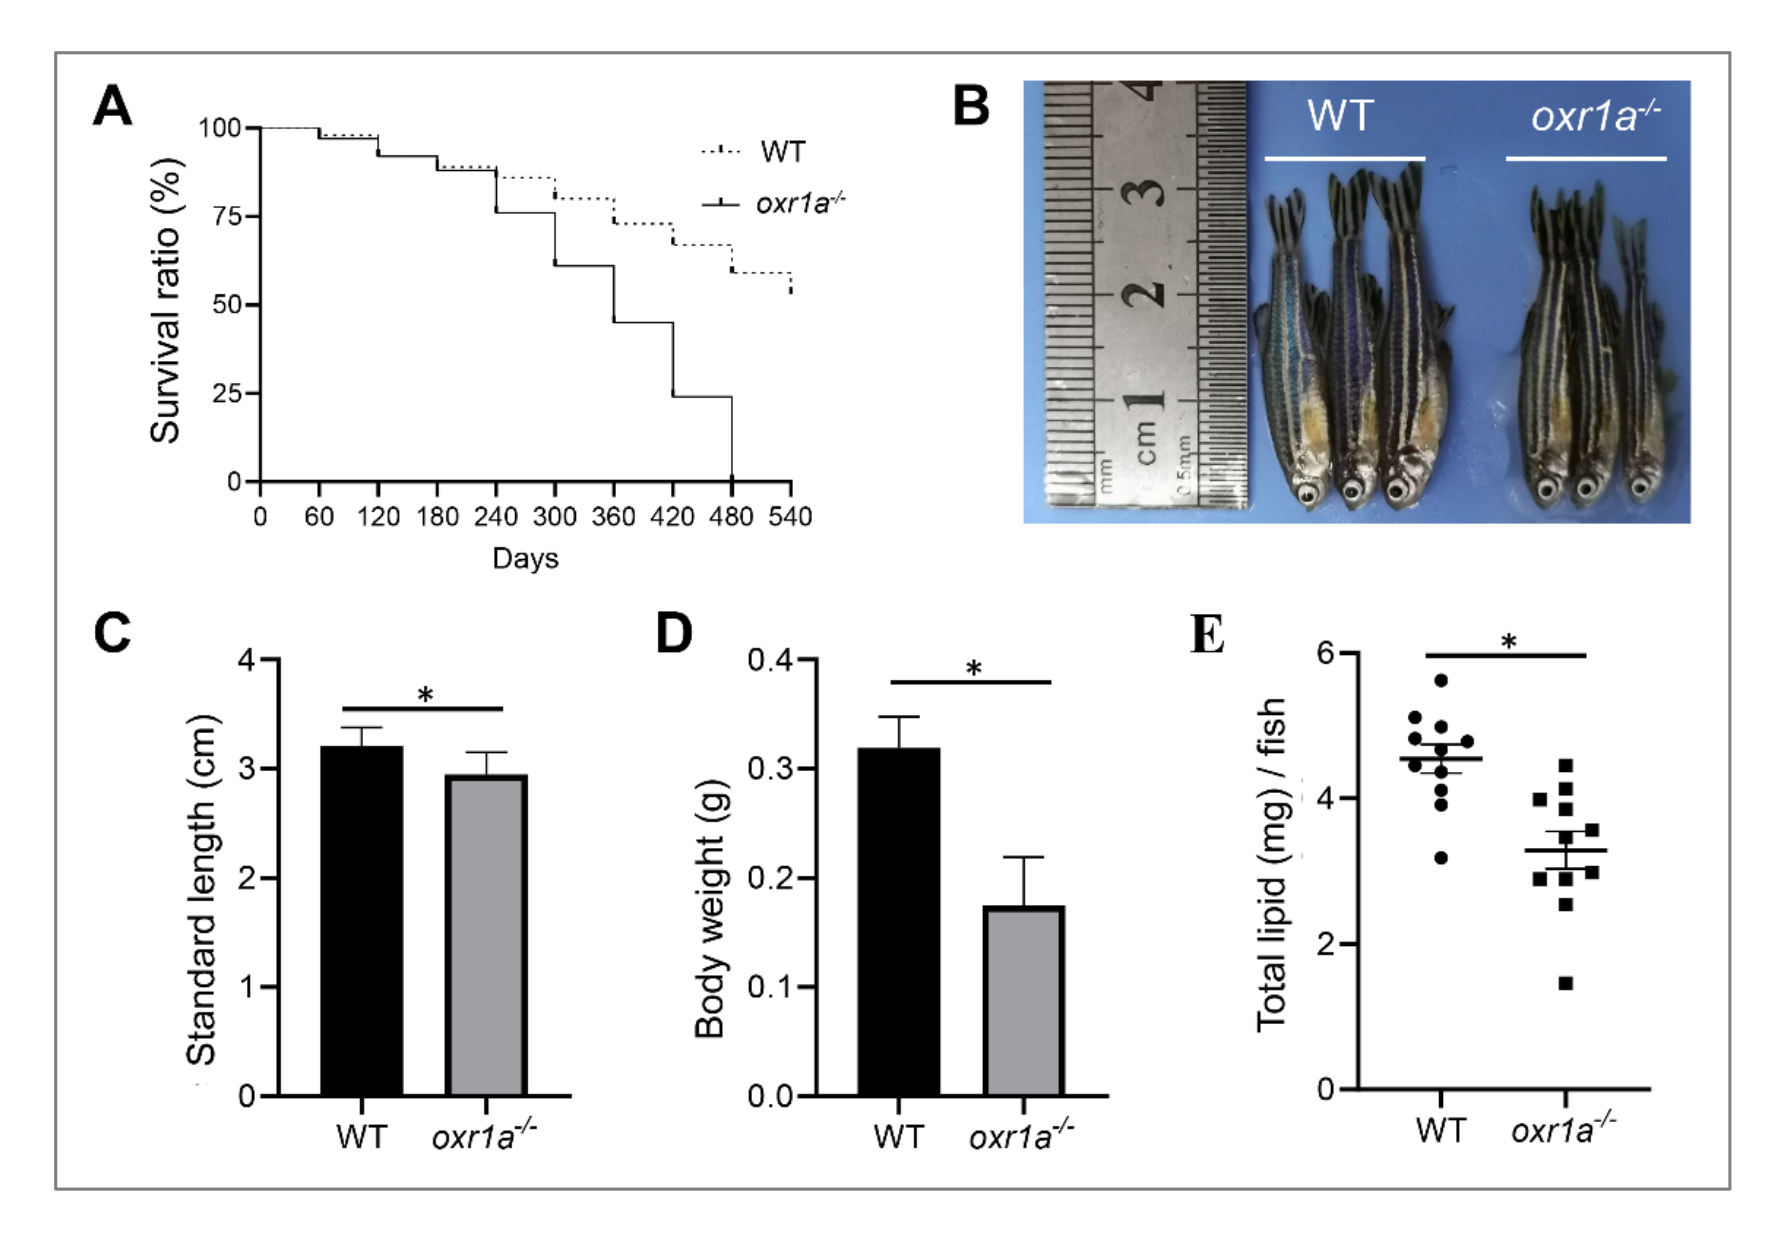 A
100
75
50
25
0
Survival ratio (%)
0 60 120 180 240 300 360 420 480 540
Days
WT
oxr1a-/-
B
WT
oxr1a-/-
4
3
2
1
cm
mm
0.5mm
C
4
3
2
1
0
Standard length (cm)
*
WT oxr1a-/-
D
0.4
0.3
0.2
0.1
0.0
Body weight (g)
*
WT oxr1a-/-
E
6
4
2
0
Total lipid (mg) / fish
*
WT oxr1a-/-